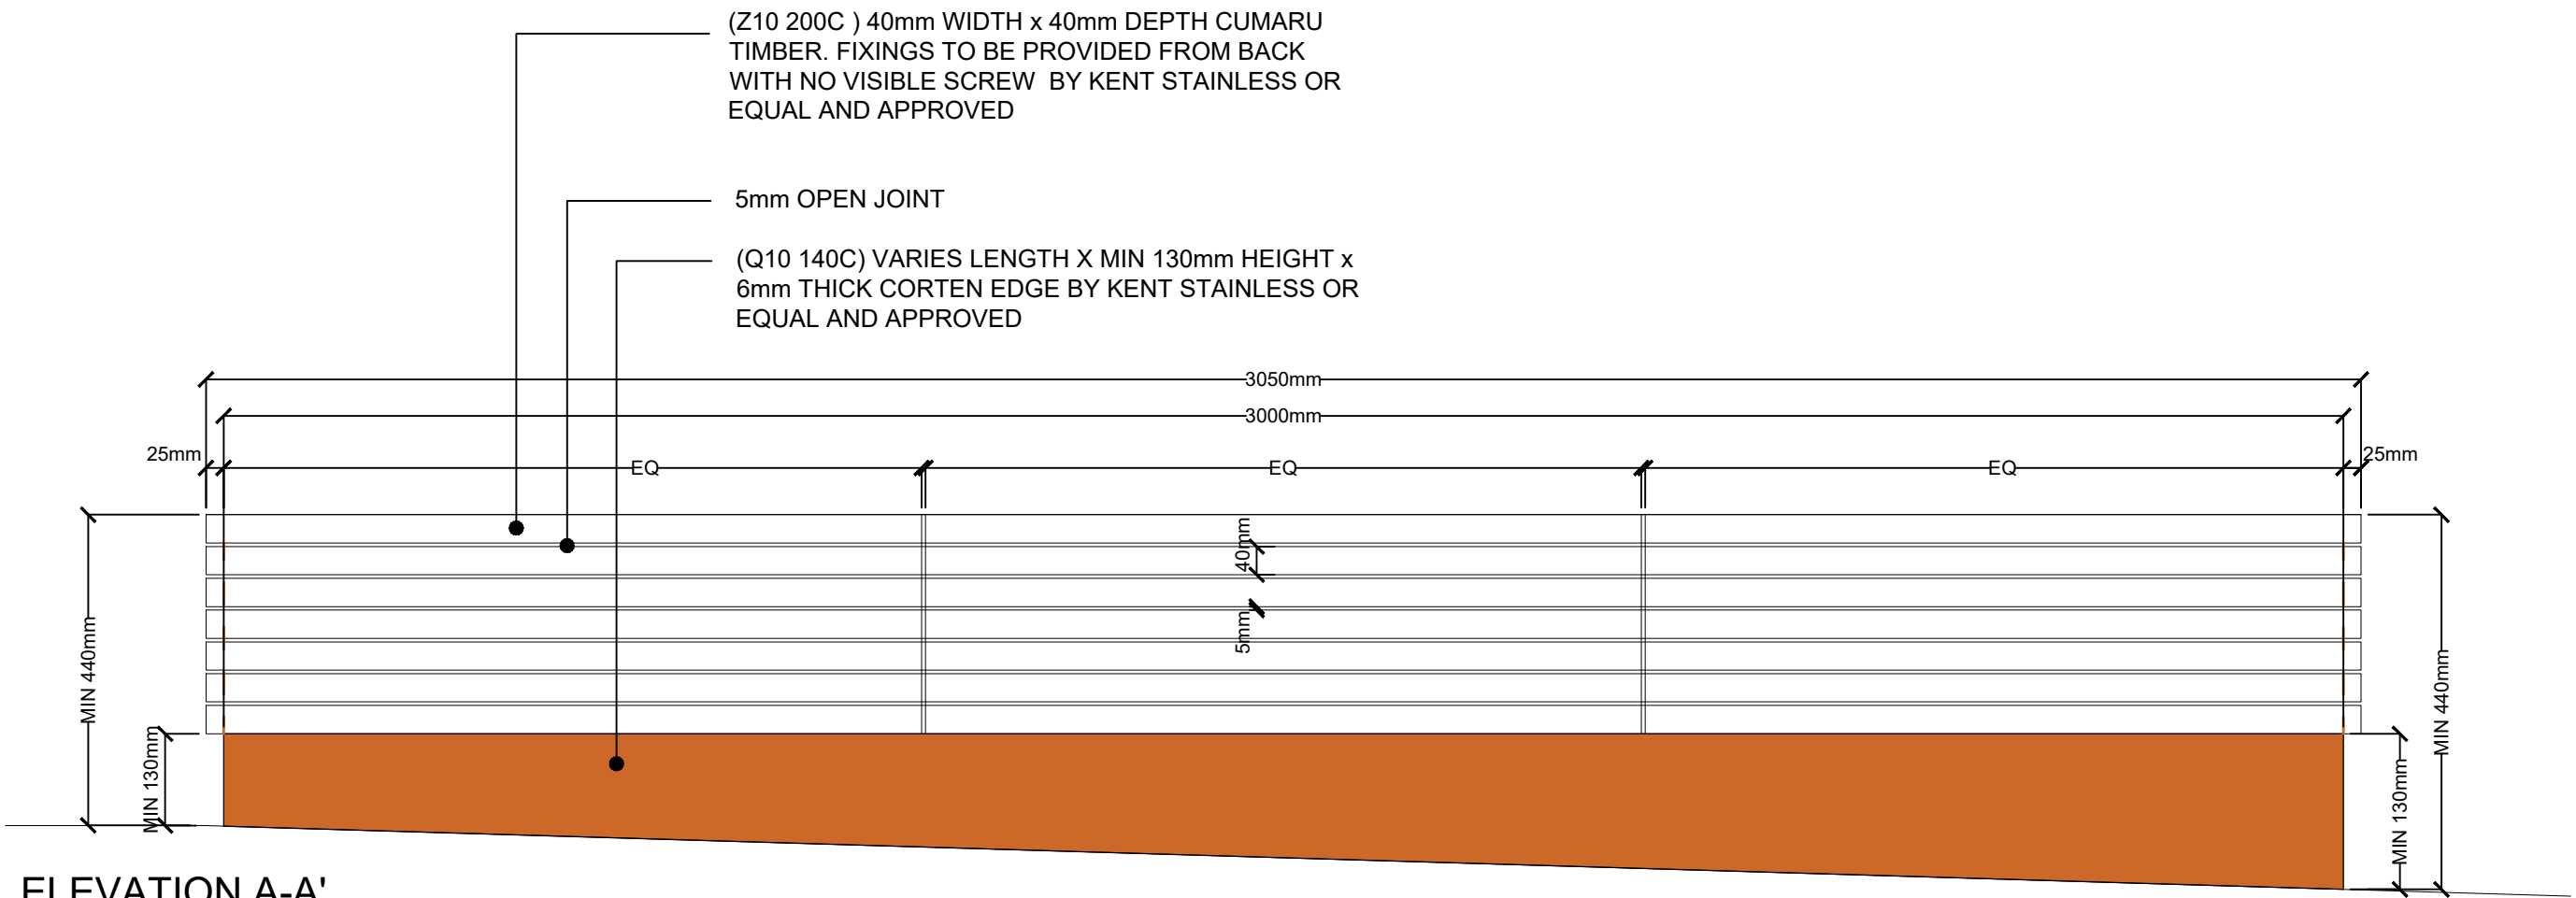 (Z10 200C ) 40mm WIDTH x 40mm DEPTH CUMARU
TIMBER. FIXINGS TO BE PROVIDED FROM BACK
WITH NO VISIBLE SCREW  BY KENT STAINLESS OR
EQUAL AND APPROVED
5mm OPEN JOINT
(Q10 140C) VARIES LENGTH X MIN 130mm HEIGHT x
6mm THICK CORTEN EDGE BY KENT STAINLESS OR
EQUAL AND APPROVED
3050mm
3000mm
25mm
EQ
EQ
EQ
25mm
40mm
5mm
MIN 440mm
MIN 130mm
MIN 440mm
MIN 130mm
ELEVATION A-A'